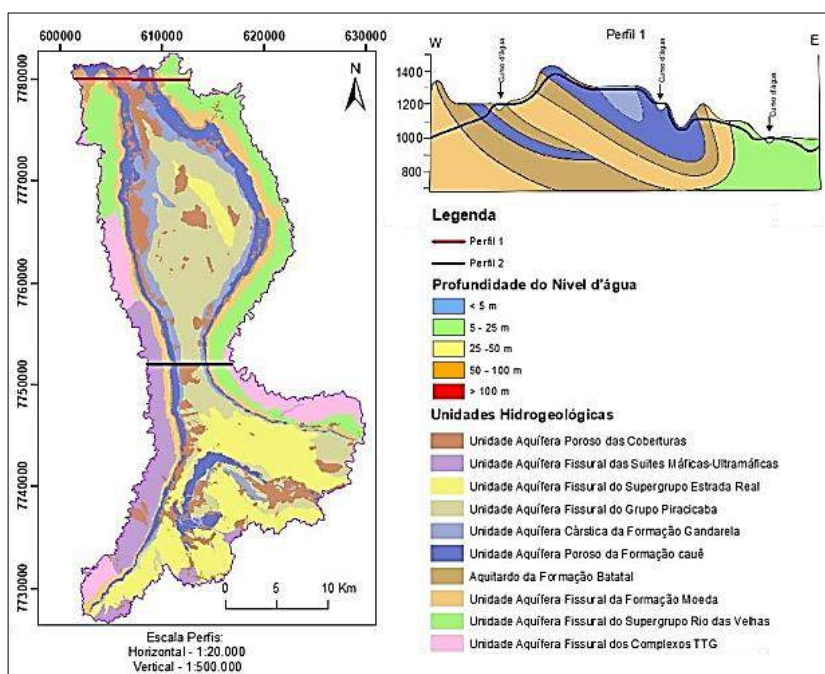 600000 610000 620000 630000
7780000
7770000
7760000
7750000
7740000
7730000
N
0 5 10 Km
Escala Perfis:
Horizontal - 1:20.000
Vertical - 1:500.000
W Perfil 1 E
Curso d'água
Curso d'água
Curso d'água
1400
1200
1000
800
Legenda
Perfil 1
Perfil 2
Profundidade do Nivel d'água
< 5 m
5 - 25 m
25 -50 m
50 - 100 m
> 100 m
Unidades Hidrogeológicas
Unidade Aquífera Poroso das Coberturas
Unidade Aquífera Fissural das Suites Máficas-Ultramáficas
Unidade Aquífera Fissural do Supergrupo Estrada Real
Unidade Aquífera Fissural do Grupo Piracicaba
Unidade Aquífera Càrstica da Formação Gandarela
Unidade Aquífera Poroso da Formação cauê
Aquitardo da Formação Batatal
Unidade Aquífera Fissural da Formação Moeda
Unidade Aquífera Fissural do Supergrupo Rio das Velhas
Unidade Aquífera Fissural dos Complexos TTG